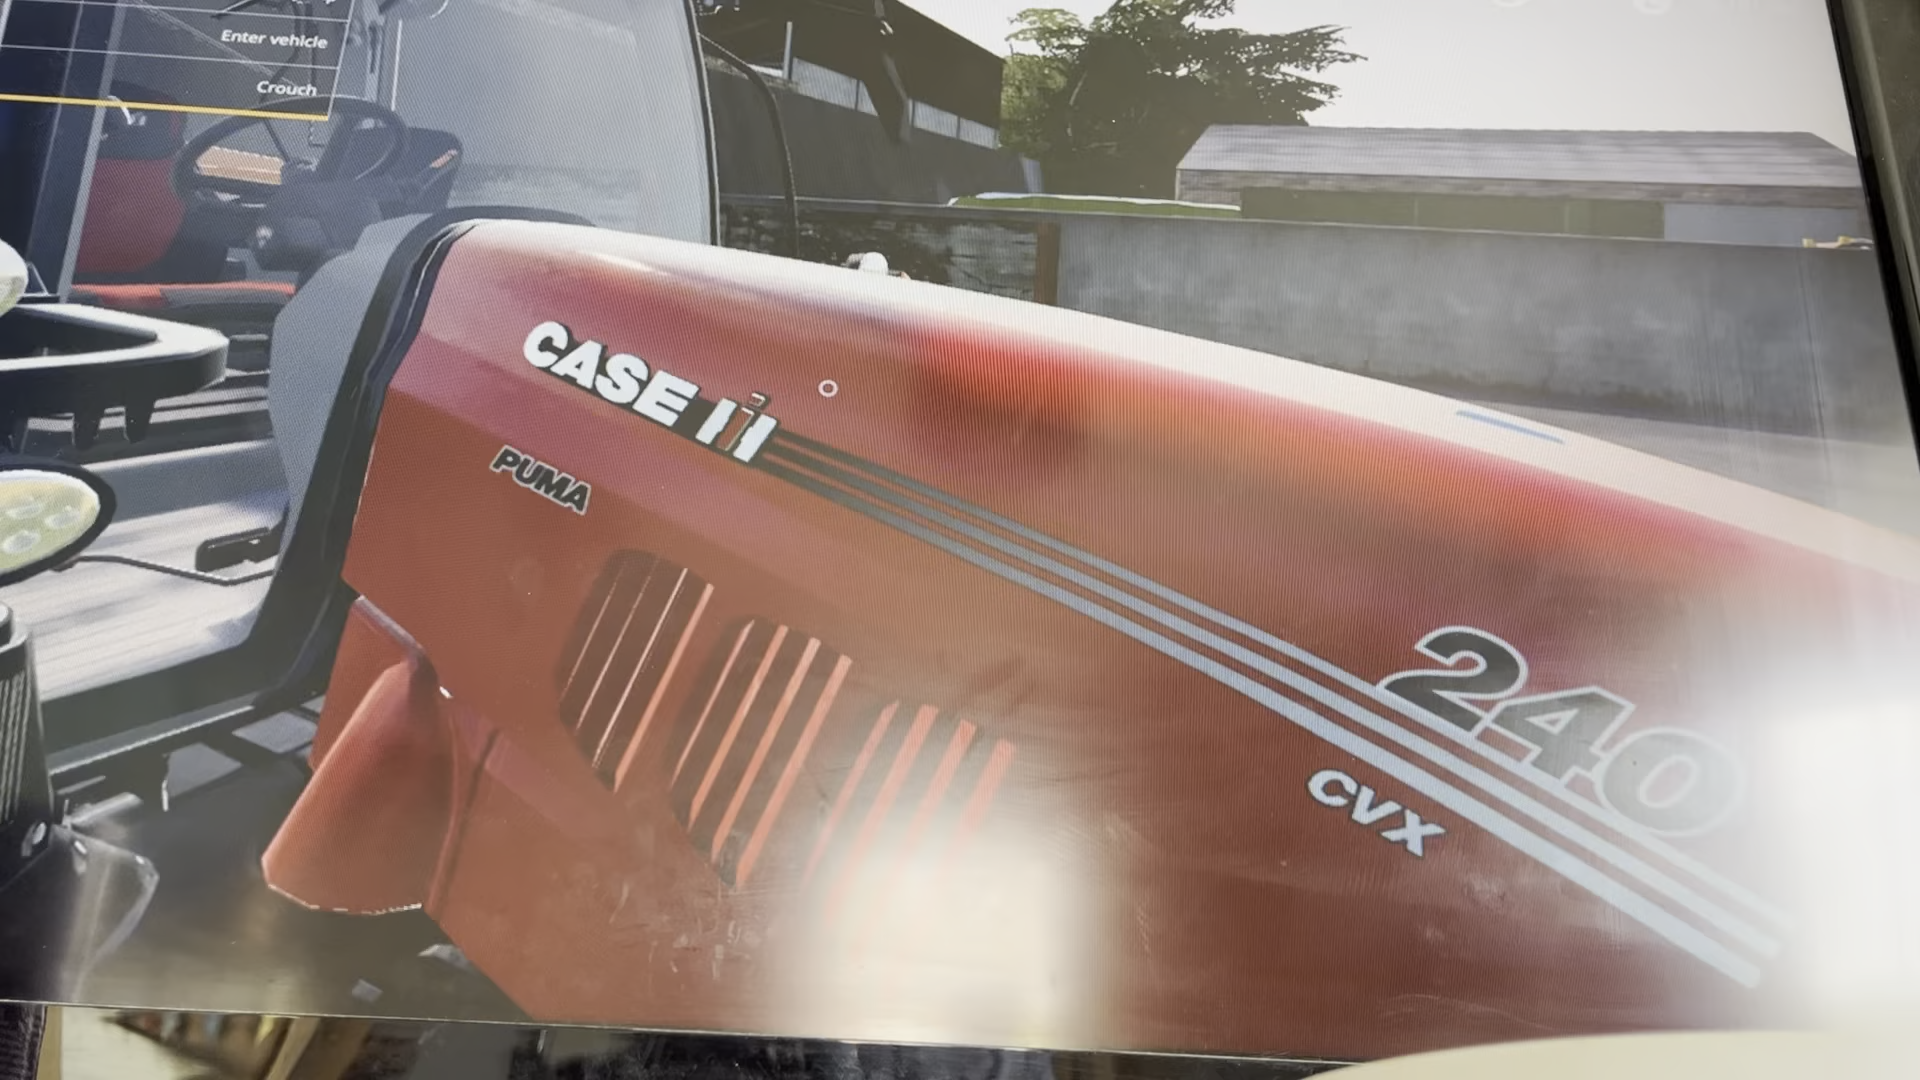 Enter vehicle
Crouch
CASE IH
PUMA
240
CVX